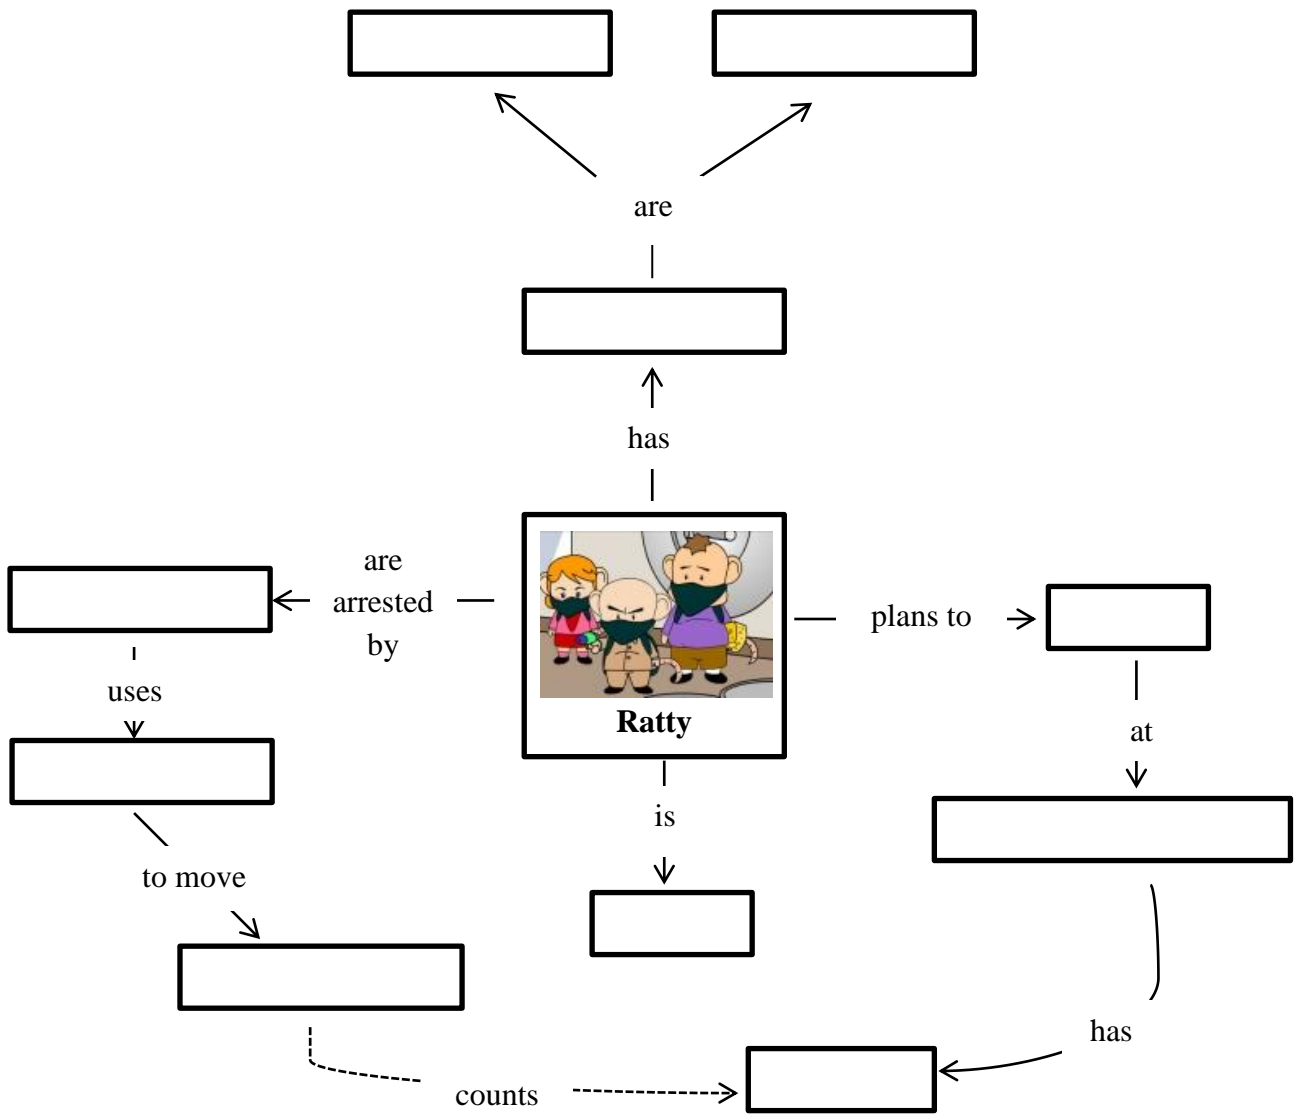 are
has
are
arrested
by
plans to
uses
Ratty
at
is
to move
has
counts